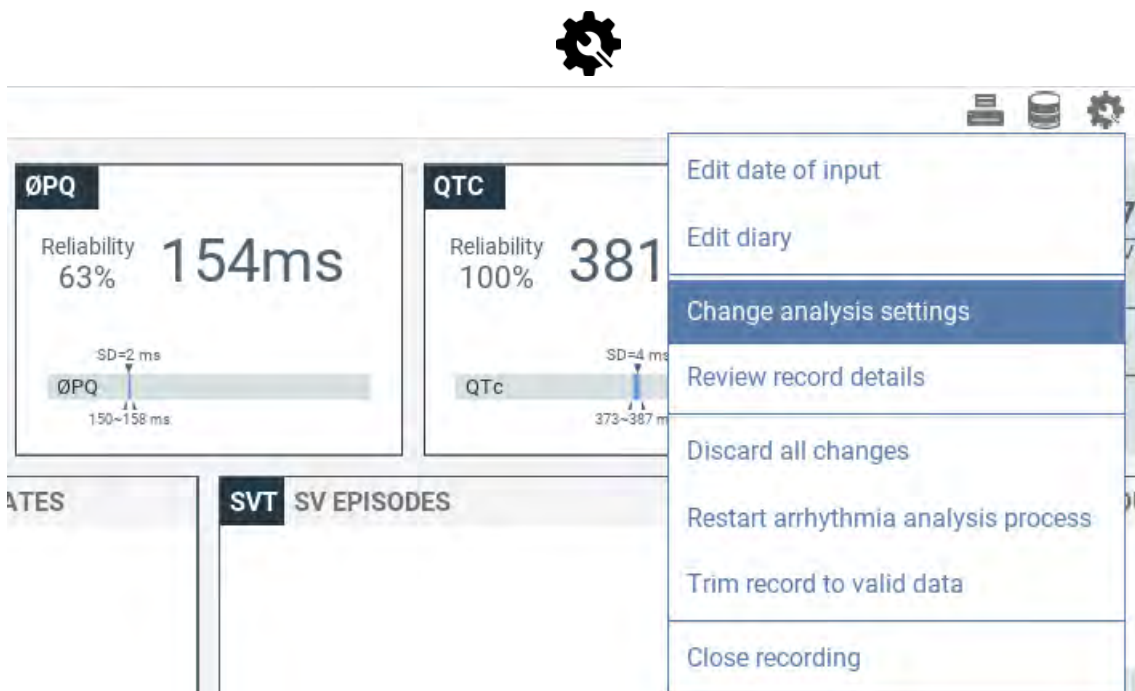 ØPQ
Reliability
63%
154ms
SD=2 ms
ØPQ
150~158 ms
QTC
Reliability
100%
381
SD=4 ms
QTc
373~387 m
Edit date of input
Edit diary
Change analysis settings
Review record details
Discard all changes
Restart arrhythmia analysis process
Trim record to valid data
Close recording
ATES
SVT SV EPISODES